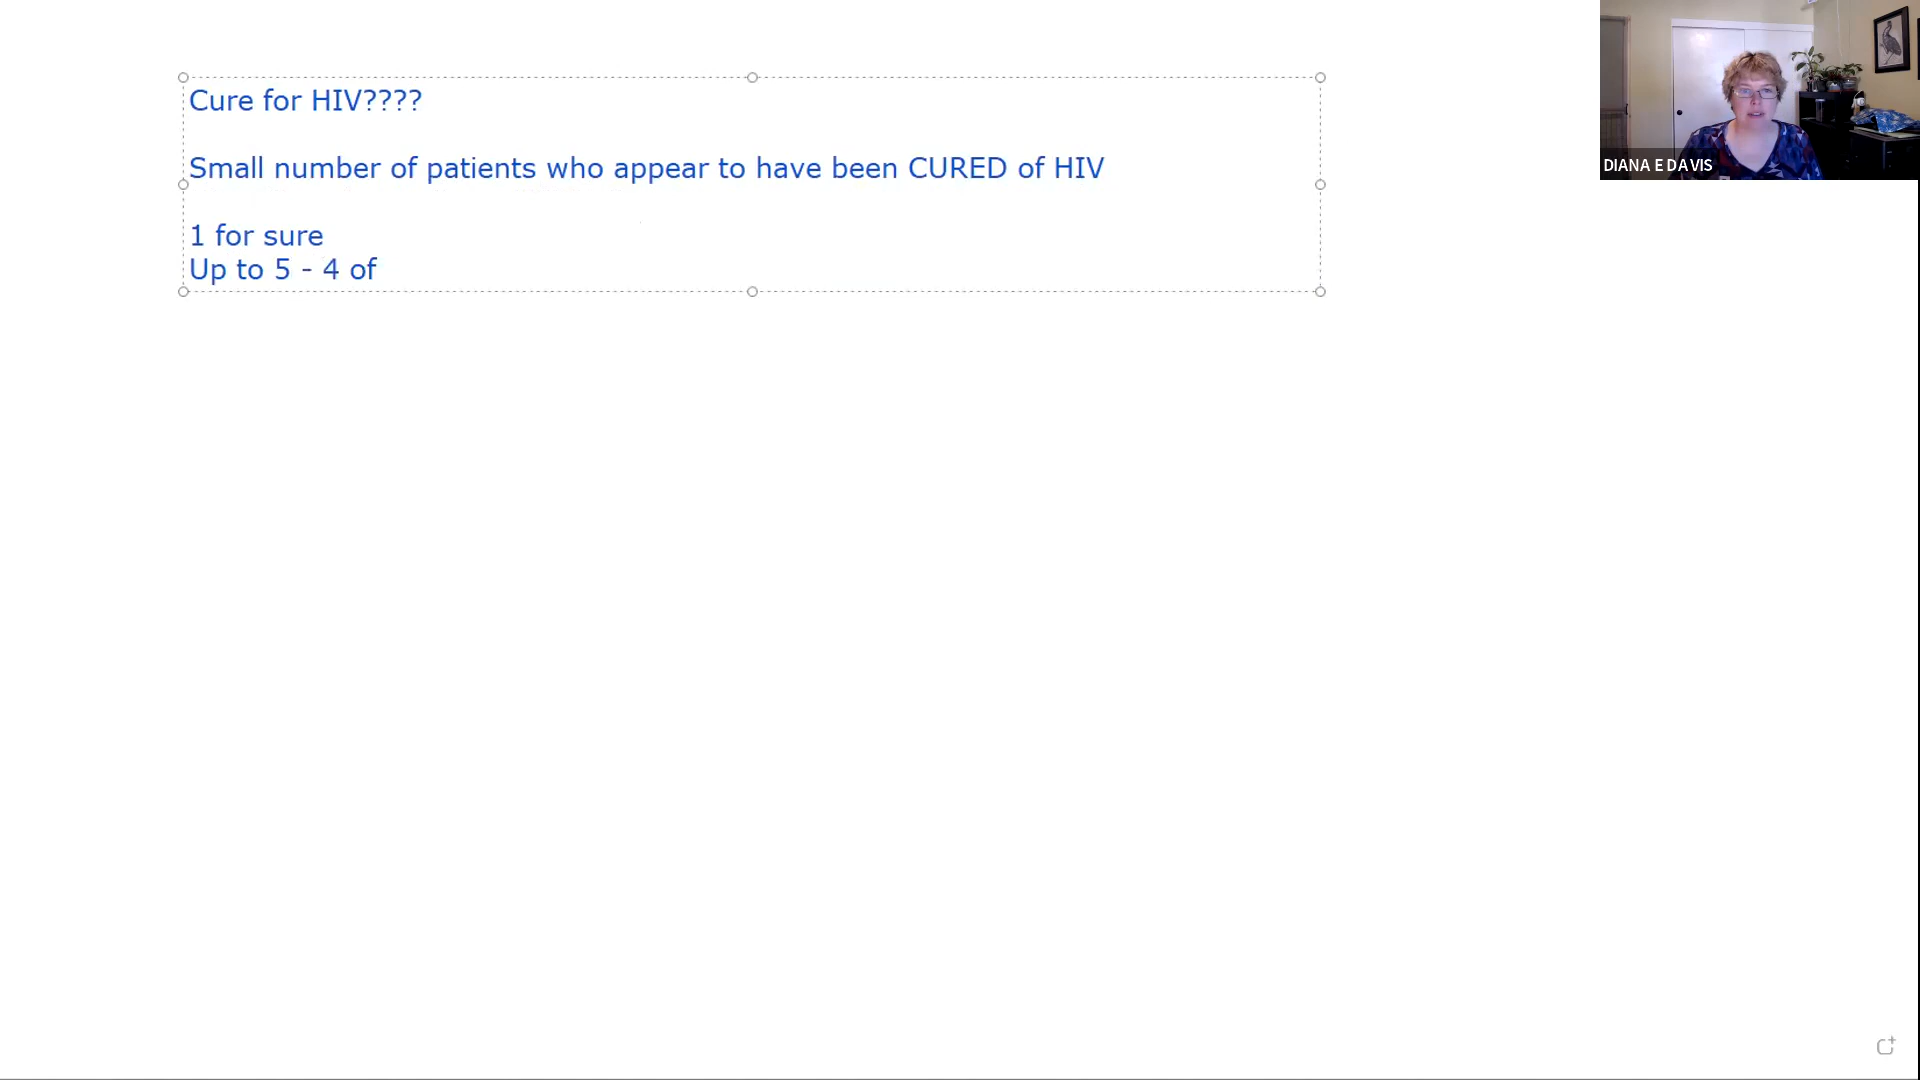 Cure for HIV????
Small number of patients who appear to have been CURED of HIV
1 for sure
Up to 5 - 4 of
DIANA E DAVIS